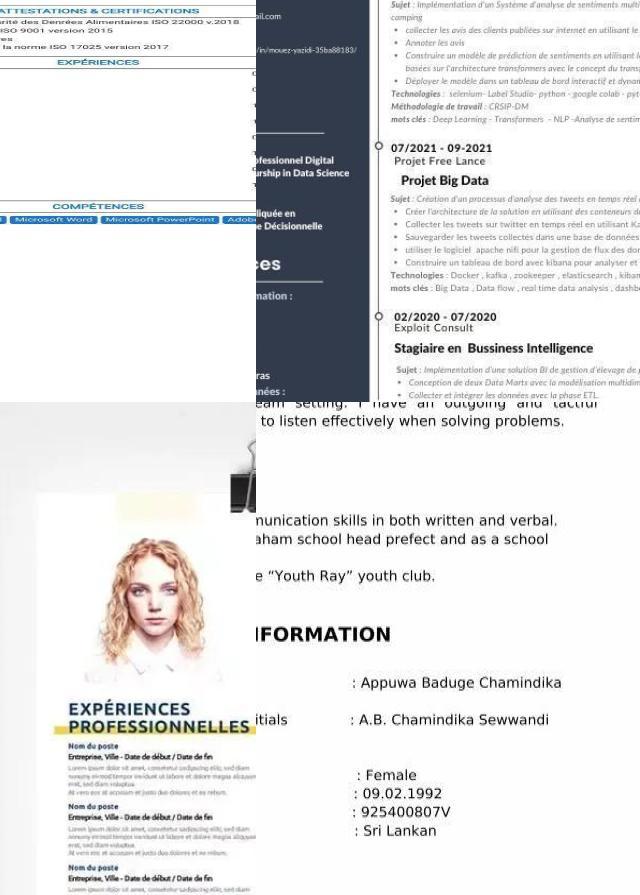 ATTESTATIONS & CERTIFICATIONS
rité des Denrées Alimentaires ISO 22000 v.2018
ISO 9001 version 2015
res
la norme ISO 17025 version 2017
EXPÉRIENCES
COMPÉTENCES
Microsoft Word Microsoft PowerPoint Adob
ail.com
/in/mouez-yazidi-35ba88183/
ofessionnel Digital
urship in Data Science
liquée en
e Décisionnelle
ces
mation :
ras
nnées :
Sujet : Implémentation d'un Système d'analyse de sentiments multi
camping
• collecter les avis des clients publiées sur internet en utilisant le
• Annoter les avis
• Construire un modèle de prédiction de sentiments en utilisant
basées sur l'architecture transformers avec le concept du trans
• Déployer le modèle dans un tableau de bord interactif et dynan
Technologies : selenium- Label Studio- python - google colab - pyt
Méthodologie de travail : CRSIP-DM
mots clés : Deep Learning - Transformers - NLP -Analyse de sentim
07/2021 - 09-2021
Projet Free Lance
Projet Big Data
Sujet : Création d'un processus d'analyse des tweets en temps réel
• Créer l'architecture de la solution en utilisant des conteneurs d
• Collecter les tweets sur twitter en temps réel en utilisant Ka
• Sauvegarder les tweets collectés dans une base de données
• utiliser le logiciel apache nifi pour la gestion de flux des don
• Construire un tableau de bord avec kibana pour analyser et
Technologies : Docker , kafka , zookeeper , elasticsearch , kiban
mots clés : Big Data , Data flow , real time data analysis , dashb
02/2020 - 07/2020
Exploit Consult
Stagiaire en Bussiness Intelligence
Sujet : Implémentation d'une solution BI de gestion d'élevage de
• Conception de deux Data Marts avec la modélisation multidim
• Collecter et intégrer les données avec la phase ETL.
eam setting. I have an outgoing and tactful
to listen effectively when solving problems.
munication skills in both written and verbal.
aham school head prefect and as a school
e “Youth Ray” youth club.
IFORMATION
: Appuwa Baduge Chamindika
itials : A.B. Chamindika Sewwandi
: Female
: 09.02.1992
: 925400807V
: Sri Lankan
EXPÉRIENCES
PROFESSIONNELLES
Nom du poste
Entreprise, Ville - Date de début / Date de fin
Lorem ipsum dolor sit amet, consetetur sadipscing elitr, sed diam
nonumy eirmod tempor invidunt ut labore et dolore magna aliquyam
erat, sed diam voluptua.
At vero eos et accusam et justo duo dolores et ea rebum.
Nom du poste
Entreprise, Ville - Date de début / Date de fin
Lorem ipsum dolor sit amet, consetetur sadipscing elitr, sed diam
nonumy eirmod tempor invidunt ut labore et dolore magna aliquyam
erat, sed diam voluptua.
At vero eos et accusam et justo duo dolores et ea rebum.
Nom du poste
Entreprise, Ville - Date de début / Date de fin
Lorem ipsum dolor sit amet, consetetur sadipscing elitr, sed diam